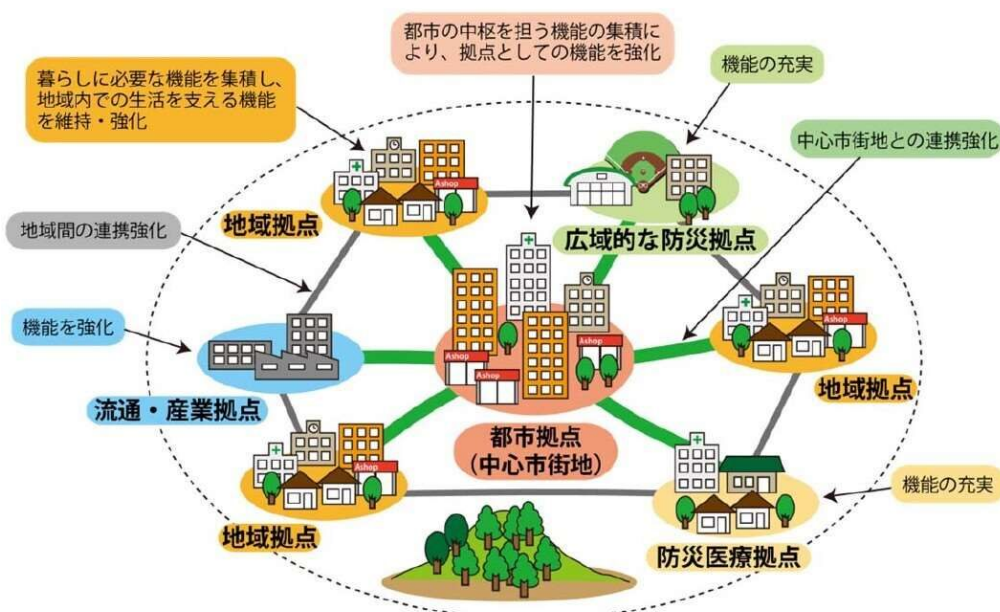 都市の中枢を担う機能の集積に
より、拠点としての機能を強化
機能の充実
暮らしに必要な機能を集積し、
地域内での生活を支える機能
を維持・強化
中心市街地との連携強化
Ashop
地域拠点
広域的な防災拠点
地域間の連携強化
機能を強化
Ashop
地域拠点
Ashop
Ashop
Ashop
流通・産業拠点
都市拠点
（中心市街地）
Ashop
地域拠点
機能の充実
防災医療拠点